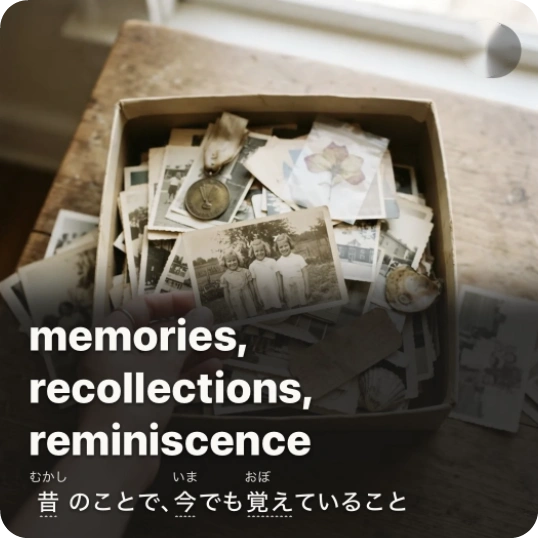 memories,
recollections,
reminiscence
むかし いま おぼ
昔のことで、今でも覚えていること